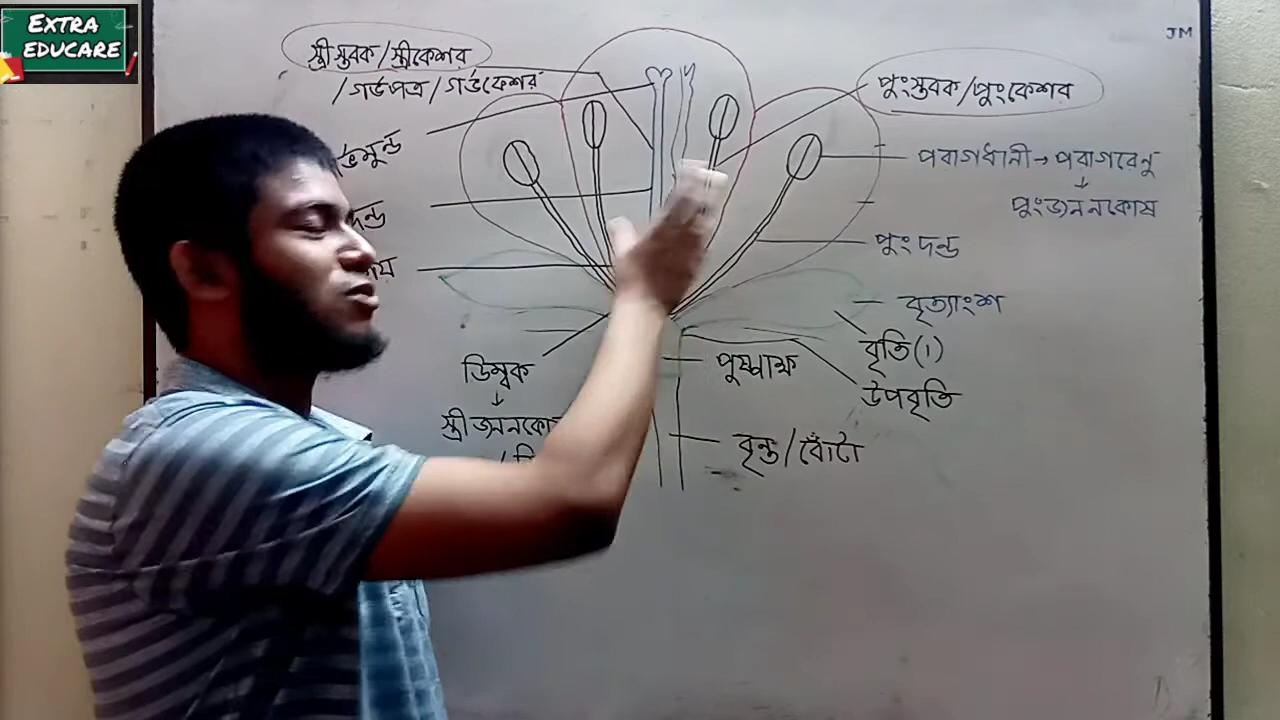 EXTRA
EDUCARE
JM
স্ত্রীস্তবক/স্ত্রীকেশর
/গর্ভপত্র/গর্ভকেশর
পুংস্তবক/পুংকেশর
পরাগধানী→পরাগরেনু
↓
পুংজননকোষ
পুংদন্ড
বৃত্যাংশ
বৃতি(১)
উপবৃতি
পুষ্পাক্ষ
বৃন্ত/বোঁটা
ডিম্বক
↓